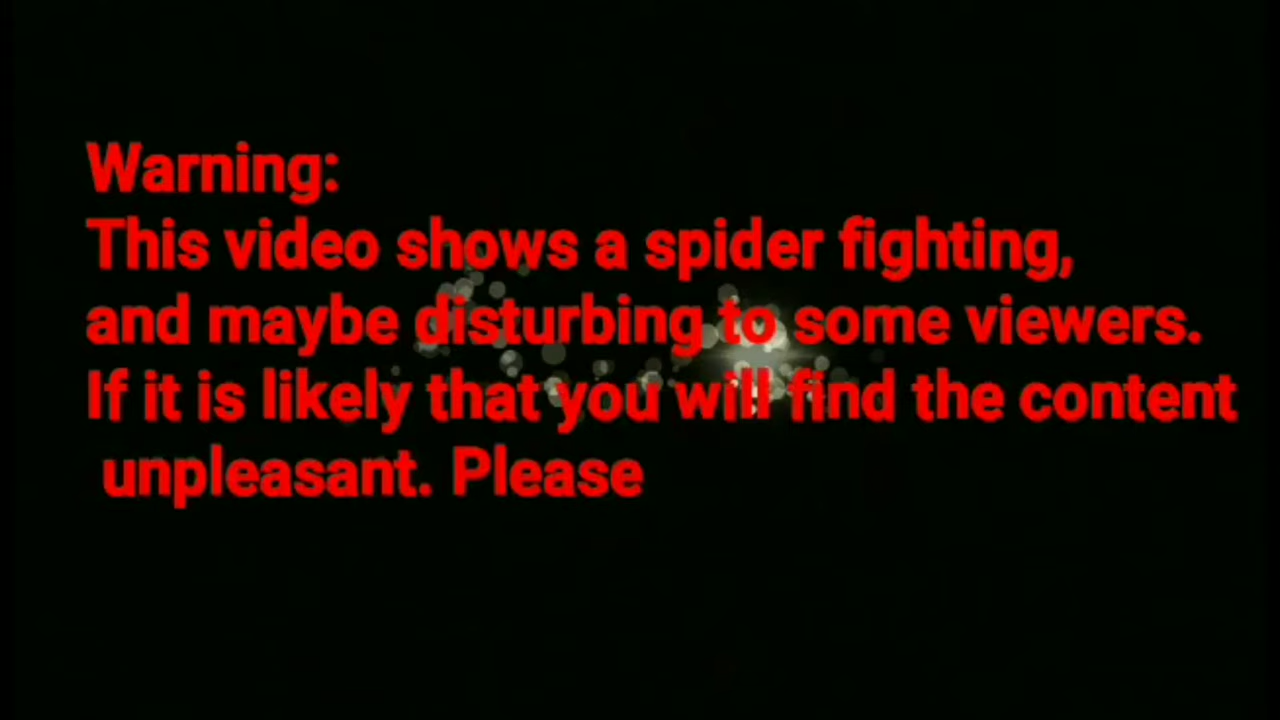 Warning:
This video shows a spider fighting,
and maybe disturbing to some viewers.
If it is likely that you will find the content
unpleasant. Please